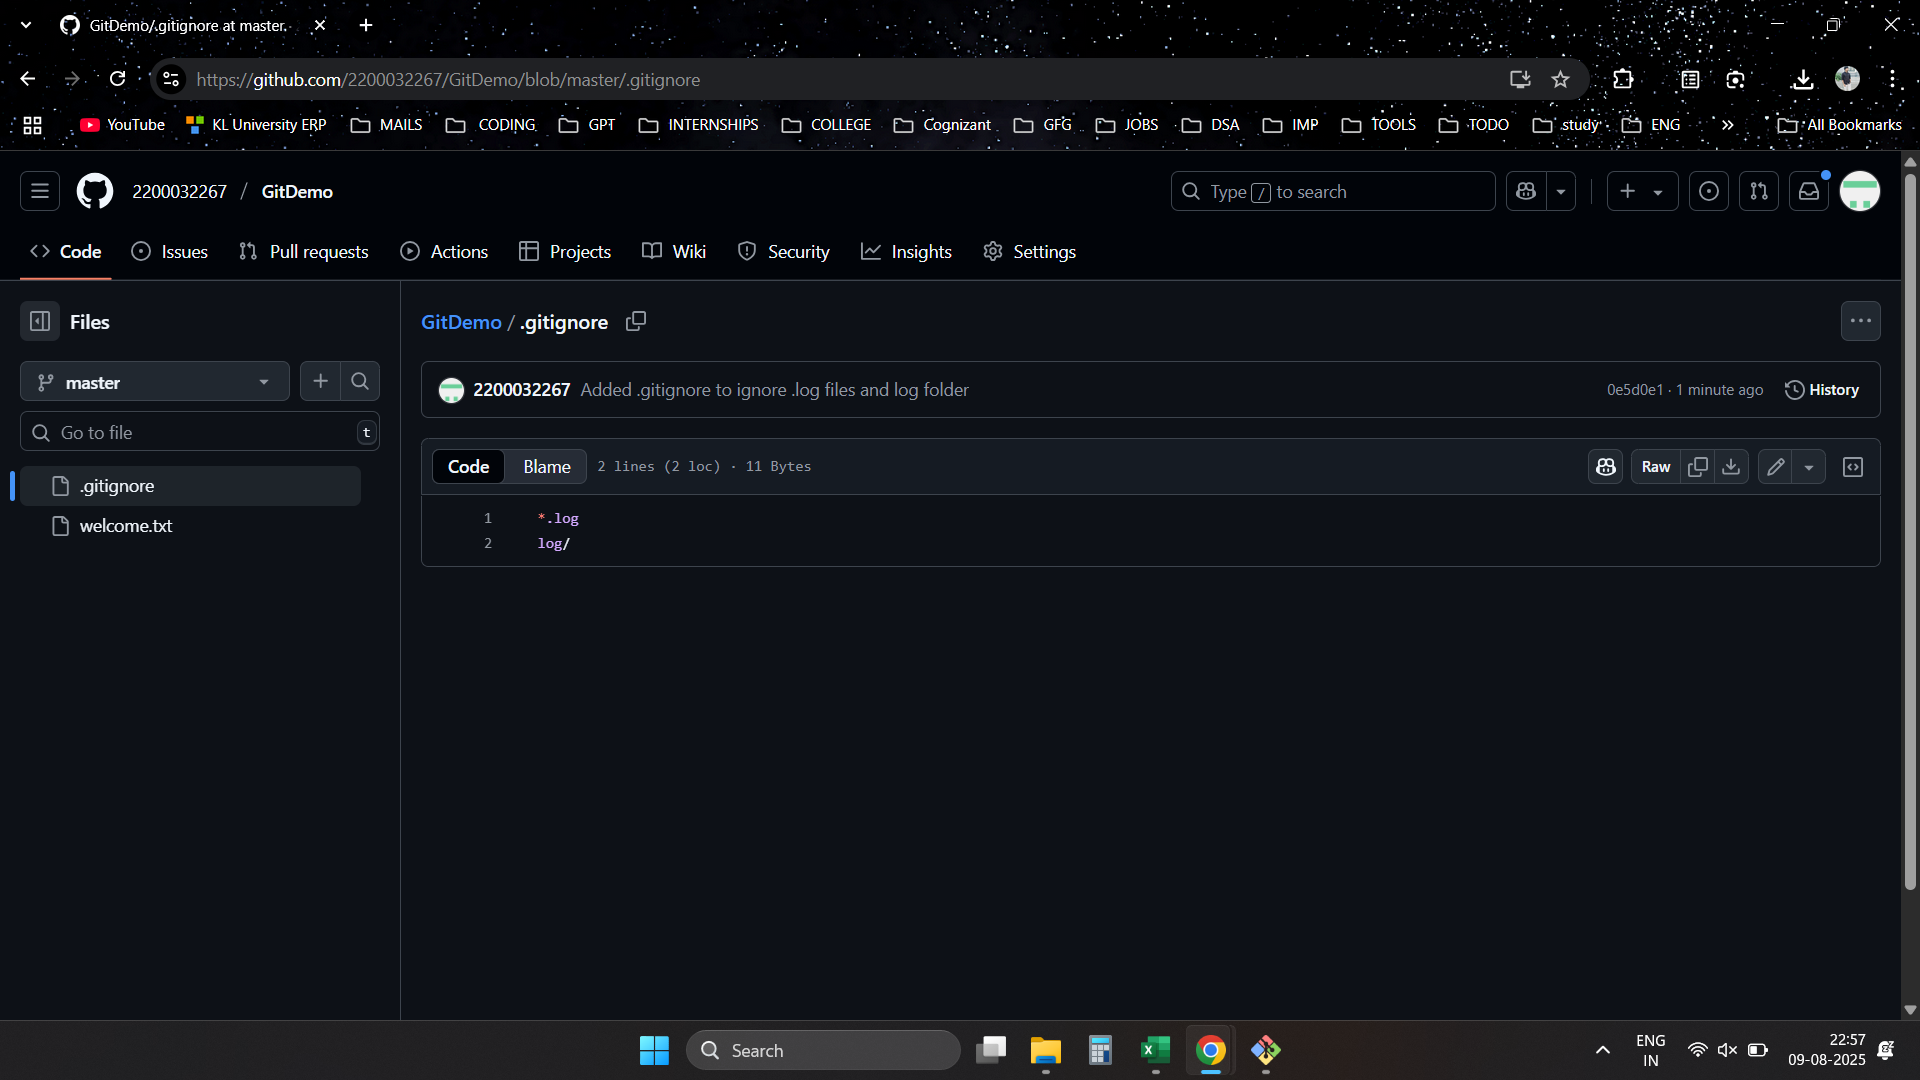 GitDemo/.gitignore at master.
https://github.com/2200032267/GitDemo/blob/master/.gitignore
YouTube KL University ERP MAILS CODING GPT INTERNSHIPS COLLEGE Cognizant GFG JOBS DSA IMP TOOLS TODO study ENG » All Bookmarks
2200032267 / GitDemo Type / to search
Code Issues Pull requests Actions Projects Wiki Security Insights Settings
Files
GitDemo / .gitignore
master
2200032267 Added .gitignore to ignore .log files and log folder 0e5d0e1 · 1 minute ago History
Go to file t
Code Blame 2 lines (2 loc) · 11 Bytes Raw
.gitignore
welcome.txt
1 *.log
2 log/
Search
ENG
IN
22:57
09-08-2025